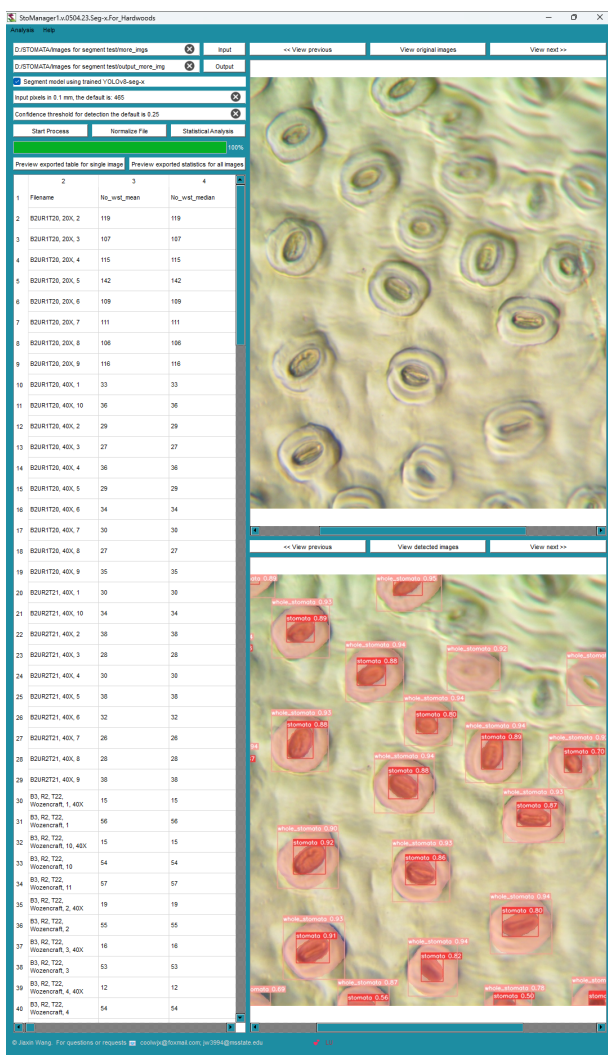 StoManager1.v.0504.23.Seg-x.For_Hardwoods
Analysis Help
D:/STOMATA/Images for segment test/more_imgs Input
D:/STOMATA/Images for segment test/output_more_img Output
Segment model using trained YOLOv8-seg-x
Input pixels in 0.1 mm, the default is: 465
Confidence threshold for detection the default is 0.25
Start Process Normalize File Statistical Analysis
100%
Preview exported table for single image Preview exported statistics for all images
2 3 4
1 Filename No_wst_mean No_wst_median
2 B2UR1T20, 20X, 2 119 119
3 B2UR1T20, 20X, 3 107 107
4 B2UR1T20, 20X, 4 115 115
5 B2UR1T20, 20X, 5 142 142
6 B2UR1T20, 20X, 6 109 109
7 B2UR1T20, 20X, 7 111 111
8 B2UR1T20, 20X, 8 106 106
9 B2UR1T20, 20X, 9 116 116
10 B2UR1T20, 40X, 1 33 33
11 B2UR1T20, 40X, 10 36 36
12 B2UR1T20, 40X, 2 29 29
13 B2UR1T20, 40X, 3 27 27
14 B2UR1T20, 40X, 4 36 36
15 B2UR1T20, 40X, 5 29 29
16 B2UR1T20, 40X, 6 34 34
17 B2UR1T20, 40X, 7 30 30
18 B2UR1T20, 40X, 8 27 27
19 B2UR1T20, 40X, 9 35 35
20 B2UR2T21, 40X, 1 30 30
21 B2UR2T21, 40X, 10 34 34
22 B2UR2T21, 40X, 2 38 38
23 B2UR2T21, 40X, 3 28 28
24 B2UR2T21, 40X, 4 30 30
25 B2UR2T21, 40X, 5 38 38
26 B2UR2T21, 40X, 6 32 32
27 B2UR2T21, 40X, 7 26 26
28 B2UR2T21, 40X, 8 28 28
29 B2UR2T21, 40X, 9 38 38
30 B3, R2, T22, Wozencraft, 1, 40X 15 15
31 B3, R2, T22, Wozencraft, 1 56 56
32 B3, R2, T22, Wozencraft, 10, 40X 15 15
33 B3, R2, T22, Wozencraft, 10 54 54
34 B3, R2, T22, Wozencraft, 11 57 57
35 B3, R2, T22, Wozencraft, 2, 40X 19 19
36 B3, R2, T22, Wozencraft, 2 55 55
37 B3, R2, T22, Wozencraft, 3, 40X 16 16
38 B3, R2, T22, Wozencraft, 3 53 53
39 B3, R2, T22, Wozencraft, 4, 40X 12 12
40 B3, R2, T22, Wozencraft, 4 54 54
<< View previous View original images View next >>
<< View previous View detected images View next >>
whole_stomata 0.95
whole_stomata 0.93
stomata 0.89
whole_stomata 0.94
stomata 0.88
whole_stomata 0.94
stomata 0.80
whole_stomata 0.93
stomata 0.88
whole_stomata 0.94
stomata 0.89
stomata 0.70
whole_stomata 0.94
stomata 0.88
whole_stomata 0.93
stomata 0.87
whole_stomata 0.90
stomata 0.92
whole_stomata 0.93
stomata 0.86
whole_stomata 0.94
stomata 0.80
whole_stomata 0.93
stomata 0.91
whole_stomata 0.94
stomata 0.82
whole_stomata 0.87
stomata 0.56
whole_stomata 0.78
stomata 0.50
© Jiaxin Wang. For questions or requests coolwjx@foxmail.com; jw3994@msstate.edu